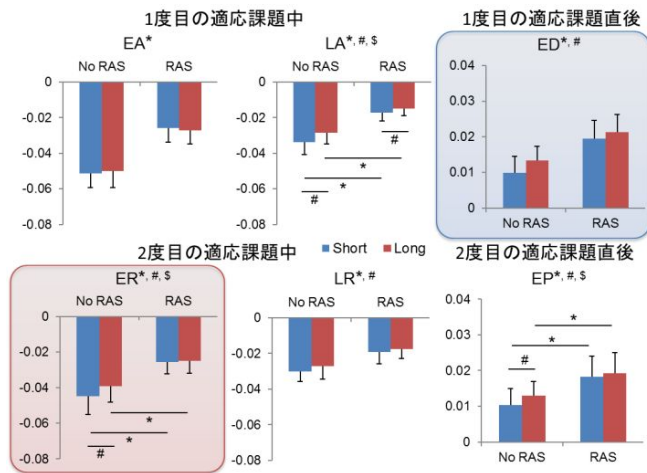 1度目の適応課題中
1度目の適応課題直後
EA*
LA*, #, $
ED*, #
No RAS RAS
No RAS RAS
0
-0.02
-0.04
-0.06
-0.08
0
-0.02
-0.04
-0.06
-0.08
#
*
*
#
0.04
0.03
0.02
0.01
0
No RAS RAS
2度目の適応課題中
Short Long
2度目の適応課題直後
ER*, #, $
LR*, #
EP*, #, $
No RAS RAS
No RAS RAS
0
-0.02
-0.04
-0.06
-0.08
*
*
#
0
-0.02
-0.04
-0.06
-0.08
0.04
0.03
0.02
0.01
0
*
*
#
No RAS RAS